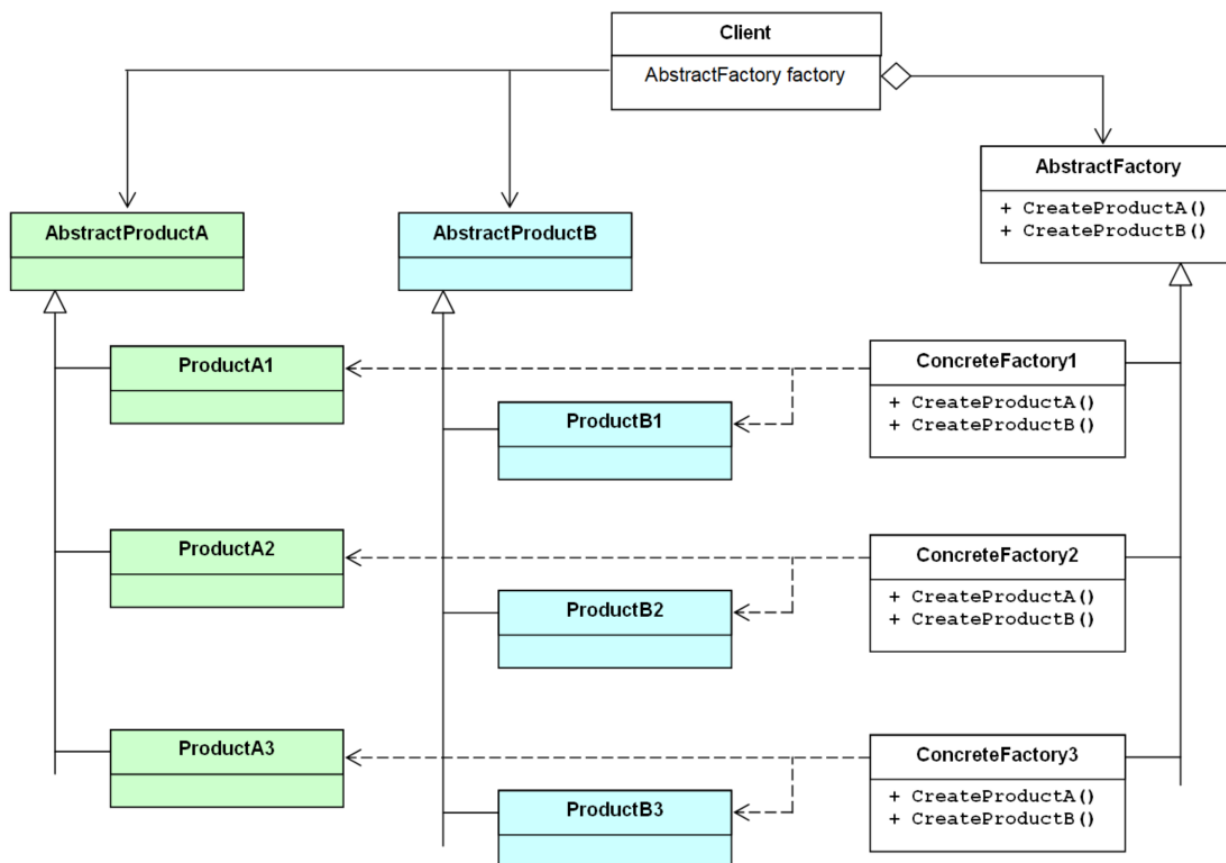 Client
AbstractFactory factory
AbstractFactory
+ CreateProductA()
+ CreateProductB()
AbstractProductA
AbstractProductB
ProductA1
ConcreteFactory1
+ CreateProductA()
+ CreateProductB()
ProductB1
ProductA2
ConcreteFactory2
+ CreateProductA()
+ CreateProductB()
ProductB2
ProductA3
ConcreteFactory3
+ CreateProductA()
+ CreateProductB()
ProductB3